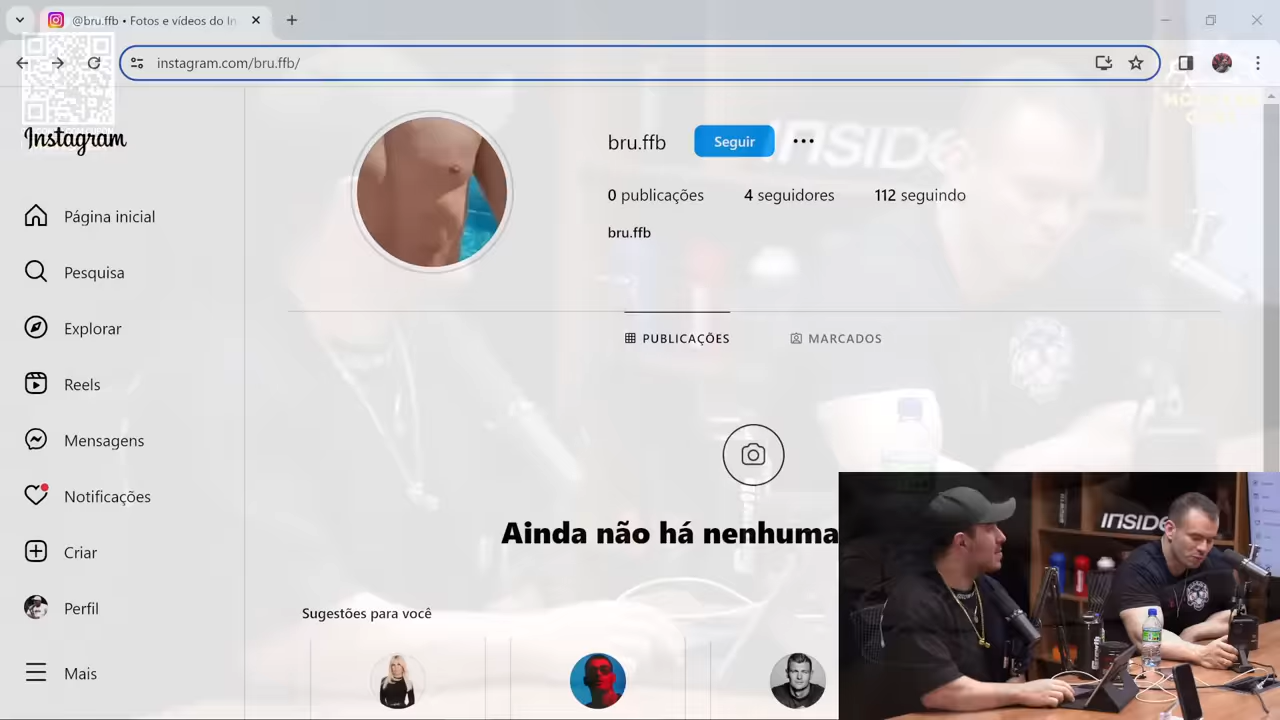 @bru.ffb • Fotos e vídeos do In
instagram.com/bru.ffb/
Instagram
Página inicial
Pesquisa
Explorar
Reels
Mensagens
Notificações
Criar
Perfil
Mais
bru.ffb
Seguir
0 publicações 4 seguidores 112 seguindo
bru.ffb
PUBLICAÇÕES
MARCADOS
Ainda não há nenhuma
Sugestões para você
INSIDE
INSIDE